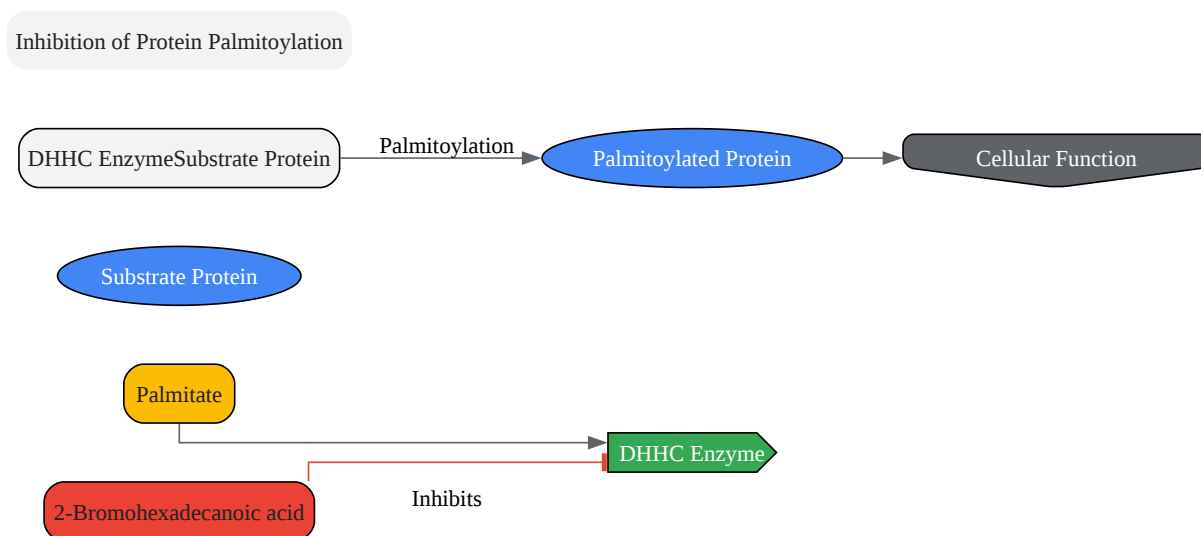 Inhibition of Protein Palmitoylation
DHHC EnzymeSubstrate Protein
Palmitoylation
Palmitoylated Protein
Cellular Function
Substrate Protein
Palmitate
DHHC Enzyme
2-Bromohexadecanoic acid
Inhibits